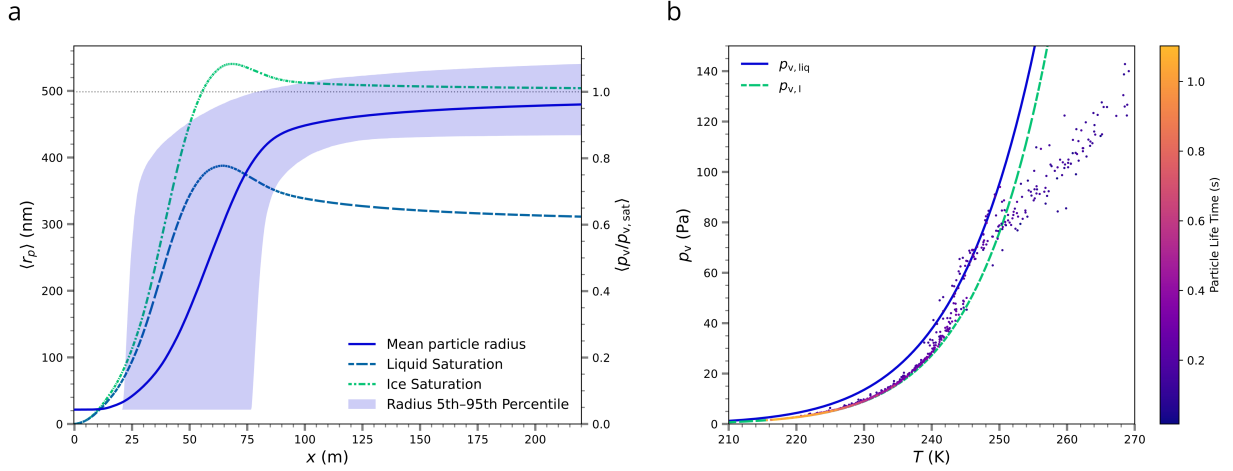 a
b
⟨r_p⟩ (nm)
500
400
300
200
100
0
0
25
50
75
100
125
150
175
200
x (m)
1.0
0.8
0.6
0.4
0.2
0.0
⟨p_v/p_v,sat⟩
Mean particle radius
Liquid Saturation
Ice Saturation
Radius 5th–95th Percentile
p_v (Pa)
140
120
100
80
60
40
20
0
210
220
230
240
250
260
270
T (K)
p_v,liq
p_v,I
1.0
0.8
0.6
0.4
0.2
Particle Life Time (s)